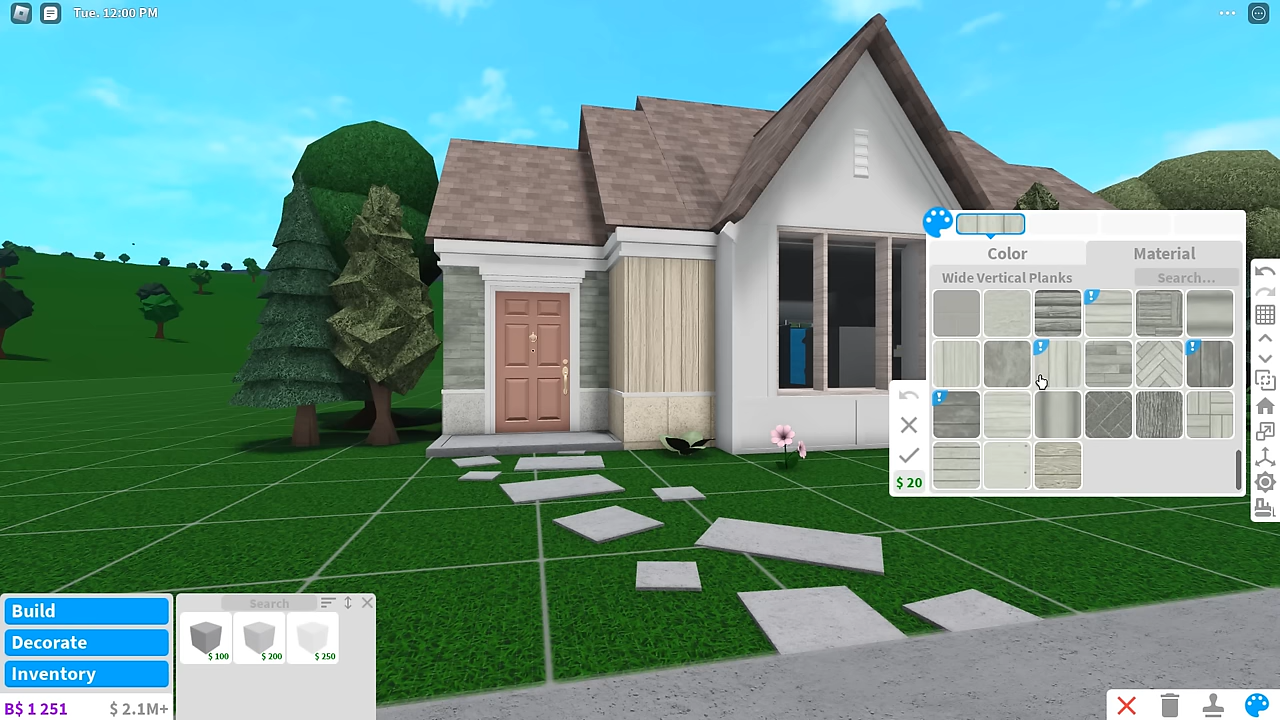 Tue. 12:00 PM
Color
Material
Wide Vertical Planks
Search...
$ 20
Build
Decorate
Inventory
B$ 1 251
$ 2.1M+
Search
$ 100
$ 200
$ 250